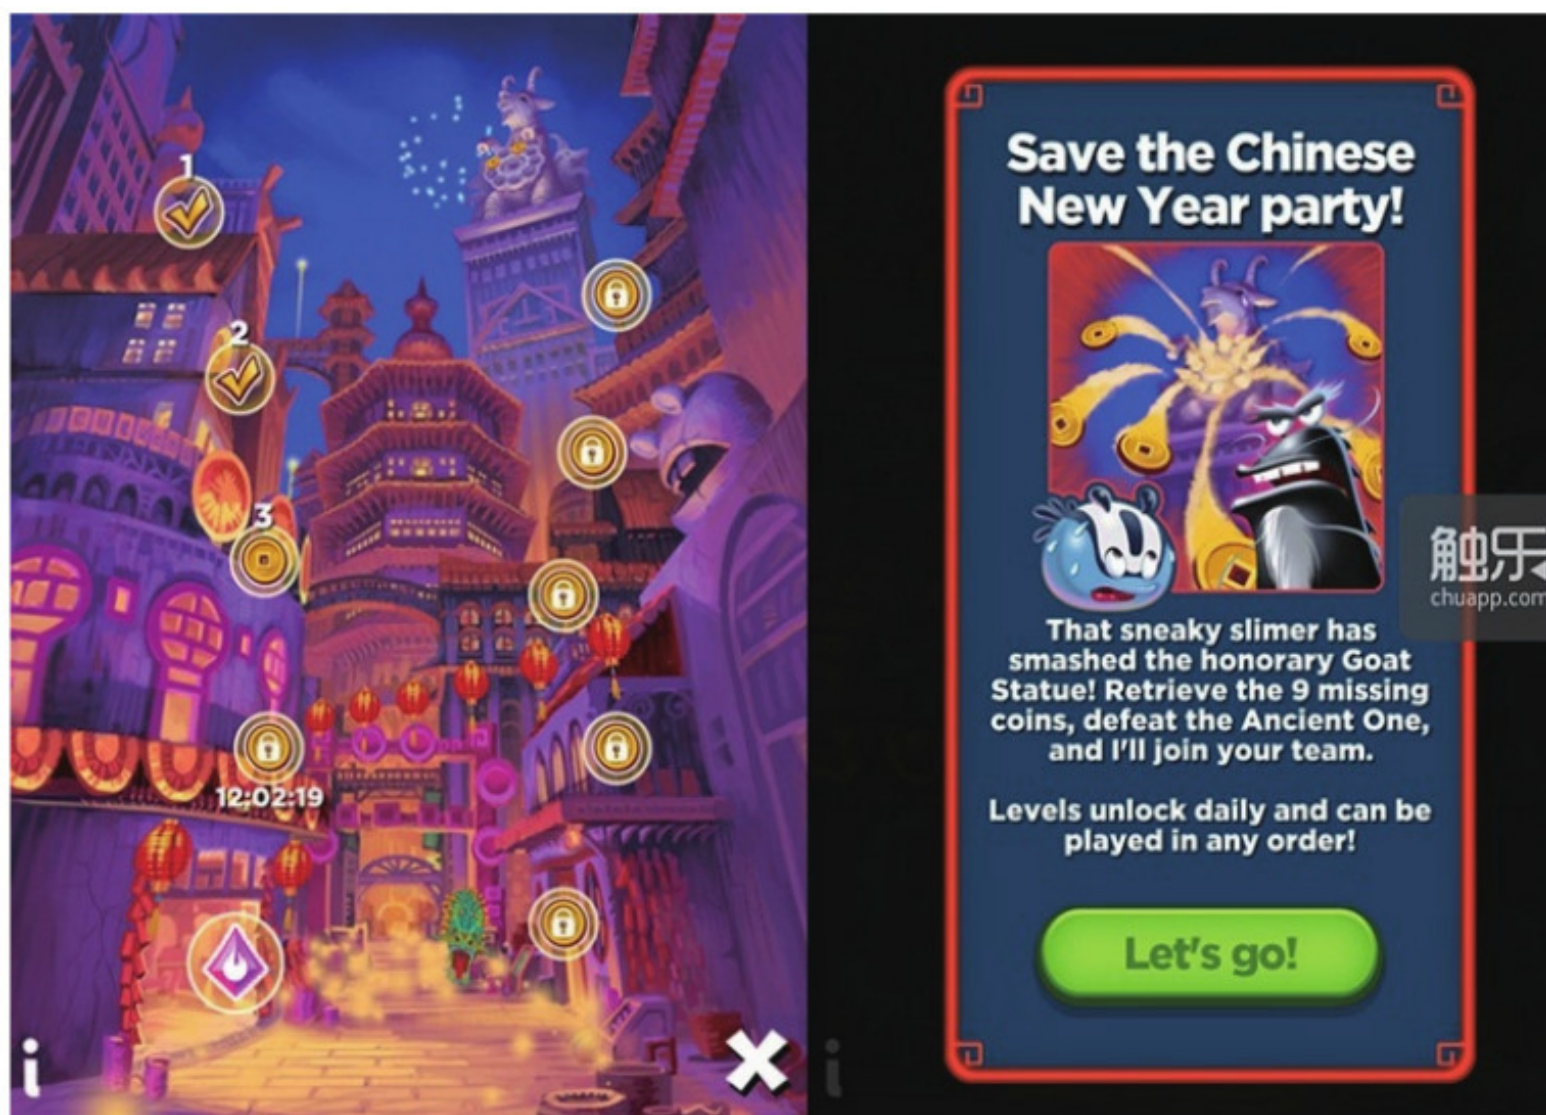 1
2
3
12:02:19
i
Save the Chinese
New Year party!
That sneaky slimer has
smashed the honorary Goat
Statue! Retrieve the 9 missing
coins, defeat the Ancient One,
and I'll join your team.
Levels unlock daily and can be
played in any order!
Let's go!
i
触乐
chuapp.com